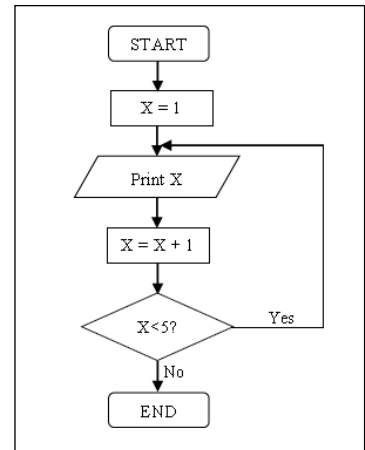 START
X = 1
Print X
X = X + 1
X<5?
Yes
No
END